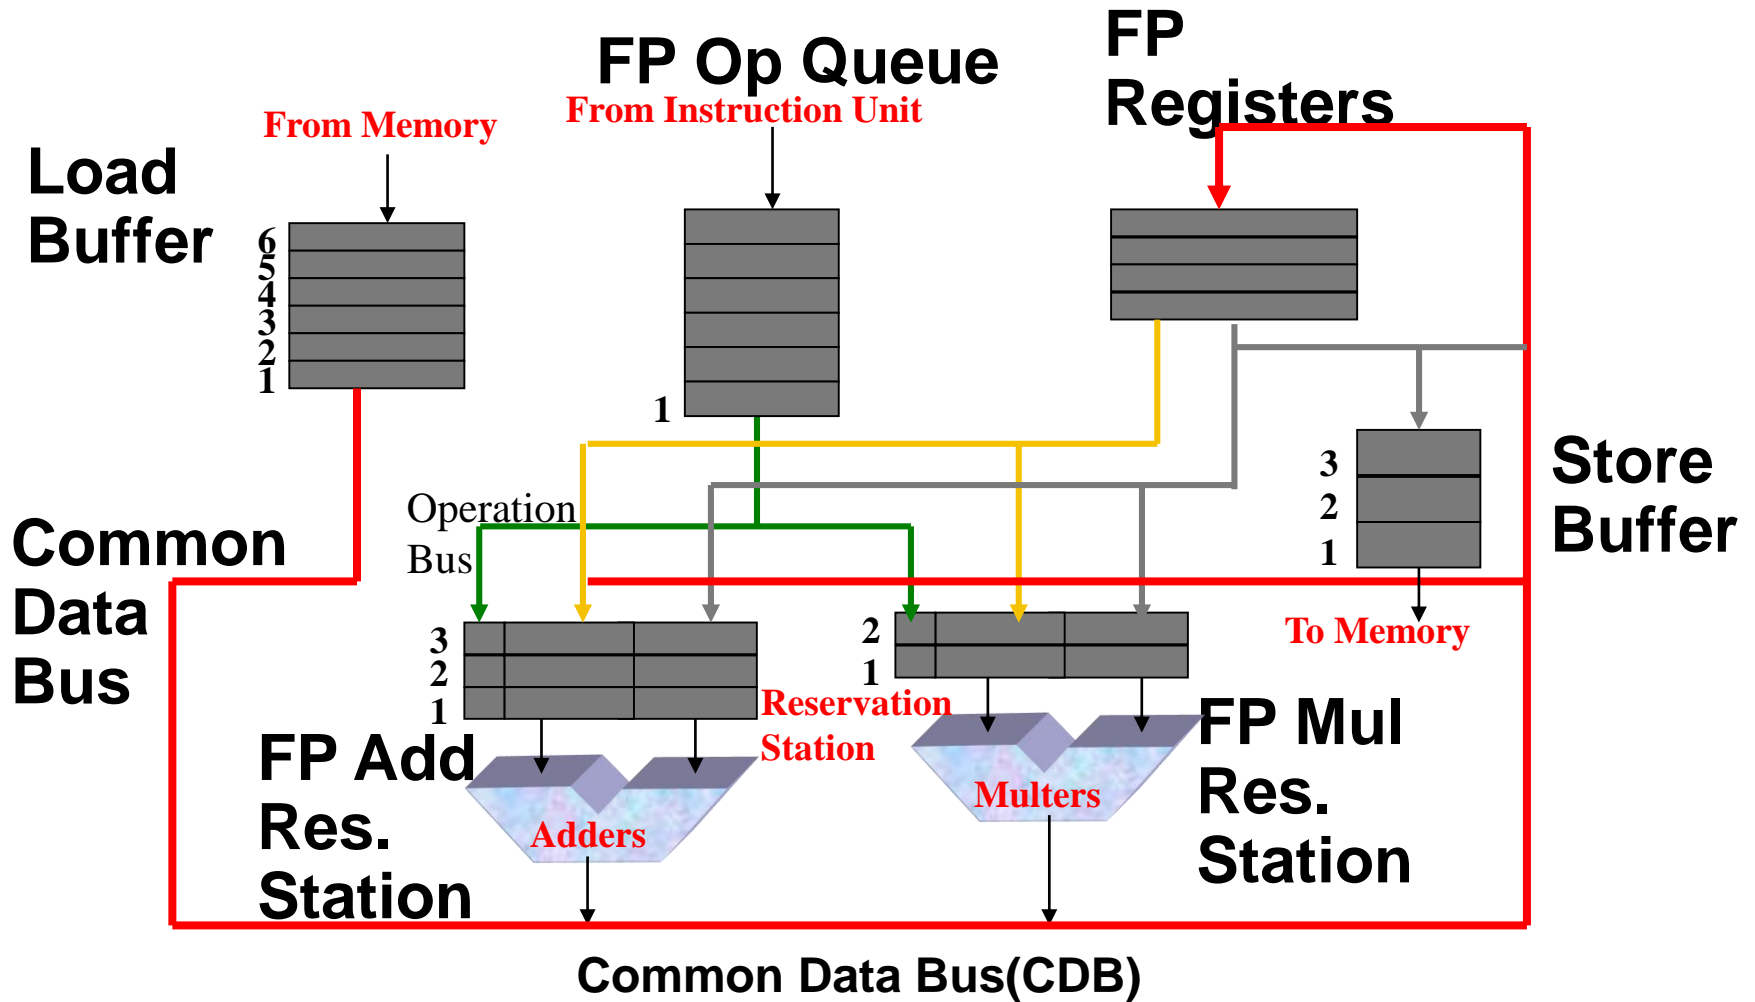 FP Op Queue
From Instruction Unit
FP
Registers
From Memory
Load
Buffer
6
5
4
3
2
1
1
Store
Buffer
3
2
1
To Memory
Operation
Bus
Common
Data
Bus
3
2
1
2
1
Reservation
Station
FP Add
Res.
Station
Adders
Multers
FP Mul
Res.
Station
Common Data Bus(CDB)